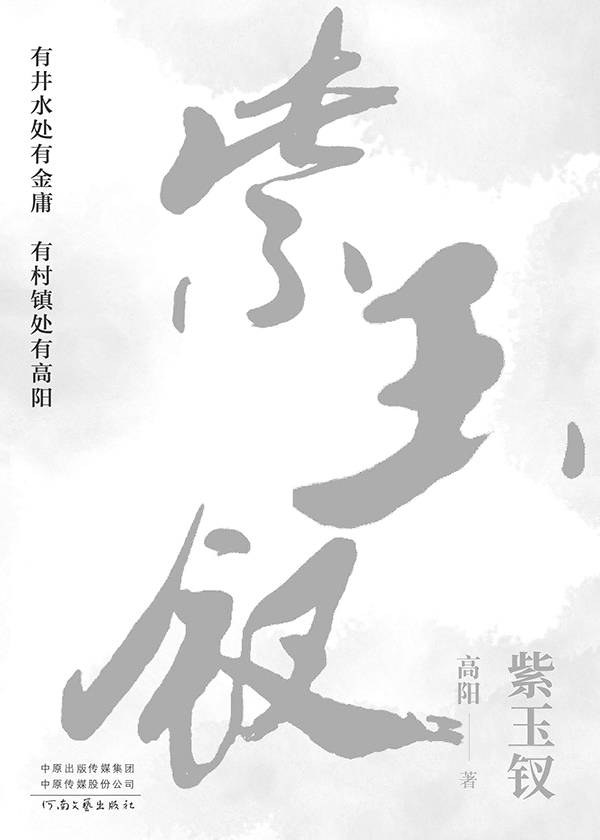 有井水处有金庸 有村镇处有高阳
紫玉钗
紫玉钗
高阳 著
中原出版传媒集团
中原传媒股份公司
河南文艺出版社